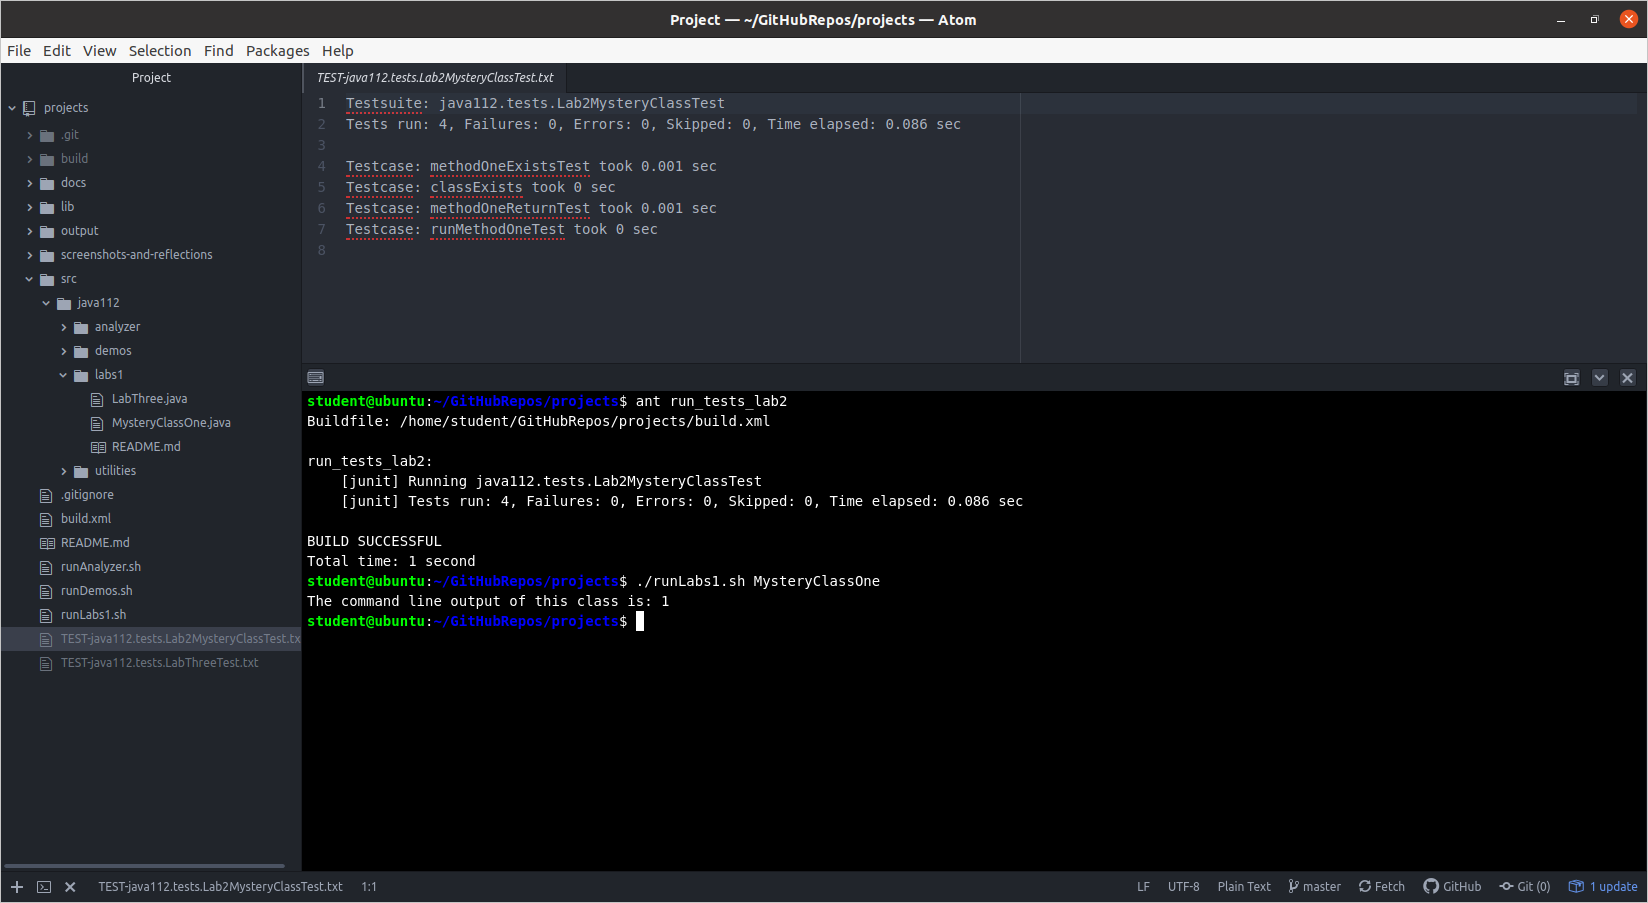 Project — ~/GitHubRepos/projects — Atom
File Edit View Selection Find Packages Help
Project
projects
.git
build
docs
lib
output
screenshots-and-reflections
src
java112
analyzer
demos
labs1
LabThree.java
MysteryClassOne.java
README.md
utilities
.gitignore
build.xml
README.md
runAnalyzer.sh
runDemos.sh
runLabs1.sh
TEST-java112.tests.Lab2MysteryClassTest.tx
TEST-java112.tests.LabThreeTest.txt
TEST-java112.tests.Lab2MysteryClassTest.txt
1 Testsuite: java112.tests.Lab2MysteryClassTest
2 Tests run: 4, Failures: 0, Errors: 0, Skipped: 0, Time elapsed: 0.086 sec
3
4 Testcase: methodOneExistsTest took 0.001 sec
5 Testcase: classExists took 0 sec
6 Testcase: methodOneReturnTest took 0.001 sec
7 Testcase: runMethodOneTest took 0 sec
8
student@ubuntu:~/GitHubRepos/projects$ ant run_tests_lab2
Buildfile: /home/student/GitHubRepos/projects/build.xml
run_tests_lab2:
[junit] Running java112.tests.Lab2MysteryClassTest
[junit] Tests run: 4, Failures: 0, Errors: 0, Skipped: 0, Time elapsed: 0.086 sec
BUILD SUCCESSFUL
Total time: 1 second
student@ubuntu:~/GitHubRepos/projects$ ./runLabs1.sh MysteryClassOne
The command line output of this class is: 1
student@ubuntu:~/GitHubRepos/projects$
TEST-java112.tests.Lab2MysteryClassTest.txt 1:1 LF UTF-8 Plain Text master Fetch GitHub Git (0) 1 update